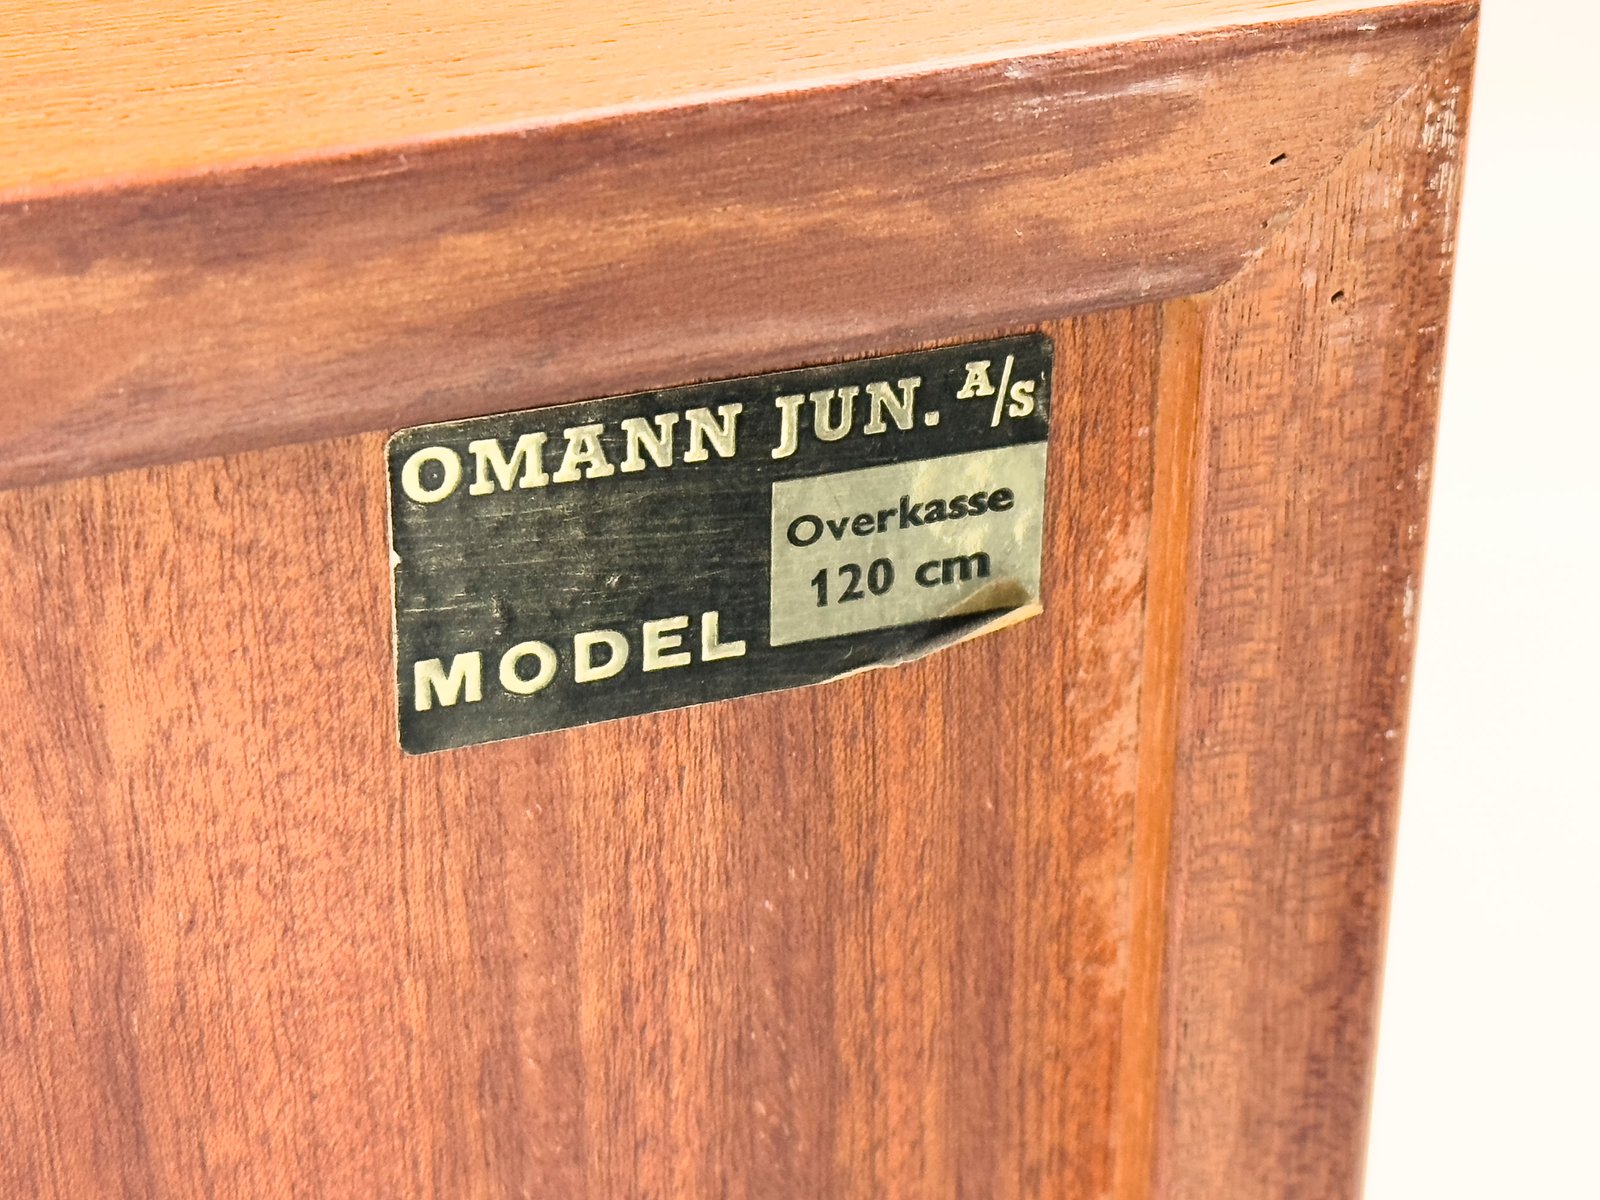 OMANN JUN. A/S
Overkasse
120 cm
MODEL